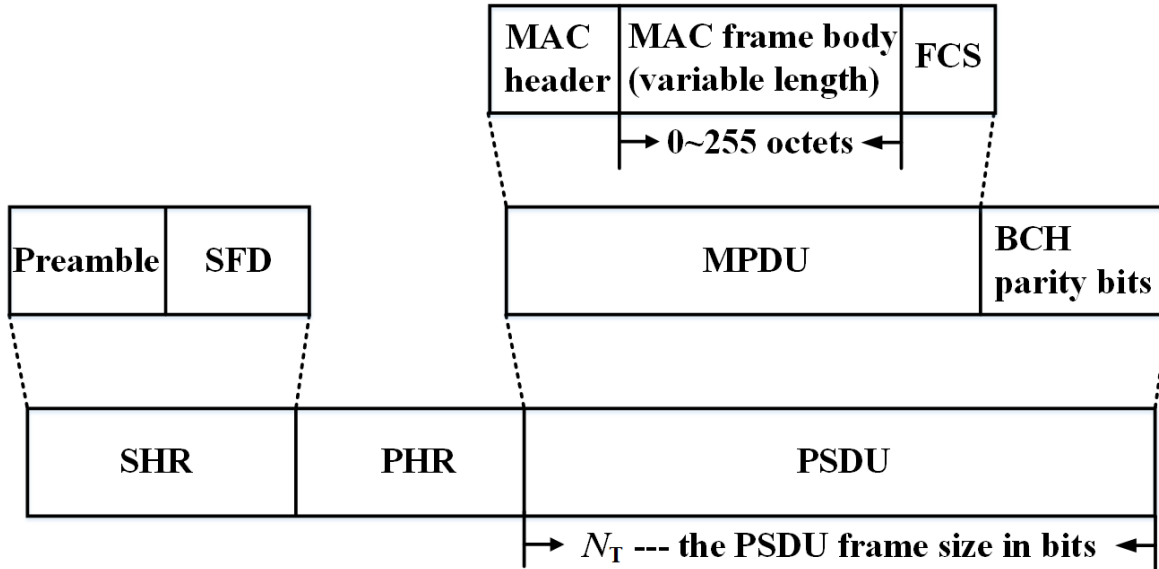 MAC header
MAC frame body (variable length)
FCS
0~255 octets
Preamble
SFD
MPDU
BCH parity bits
SHR
PHR
PSDU
N_T --- the PSDU frame size in bits